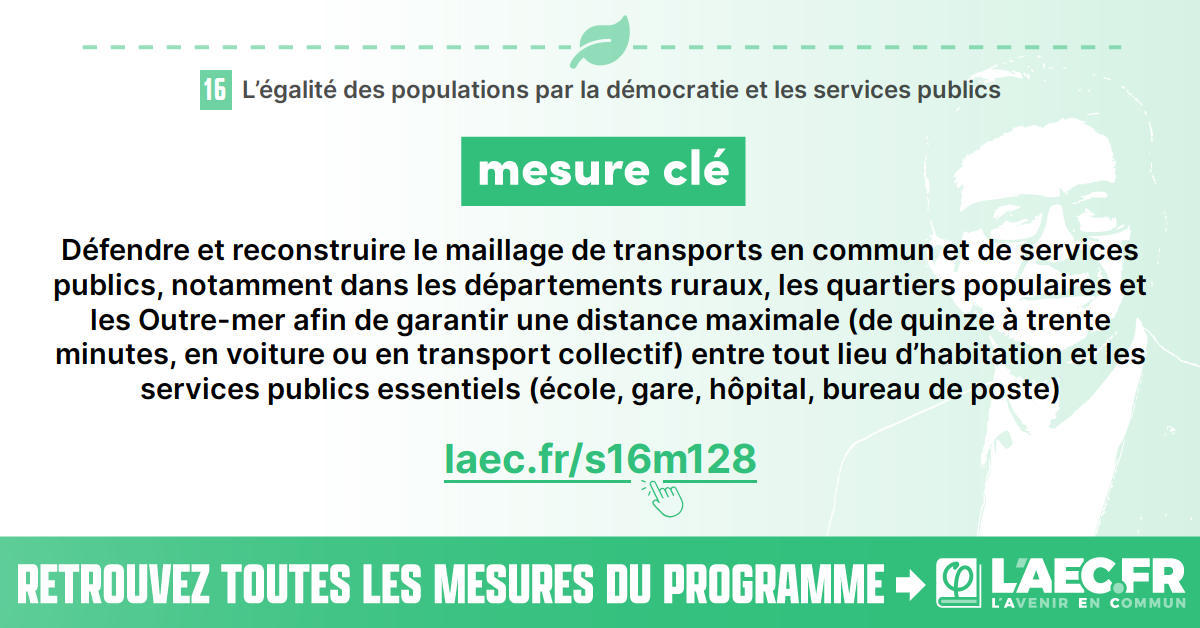 16 L’égalité des populations par la démocratie et les services publics
mesure clé
Défendre et reconstruire le maillage de transports en commun et de services
publics, notamment dans les départements ruraux, les quartiers populaires et
les Outre-mer afin de garantir une distance maximale (de quinze à trente
minutes, en voiture ou en transport collectif) entre tout lieu d’habitation et les
services publics essentiels (école, gare, hôpital, bureau de poste)
laec.fr/s16m128
RETROUVEZ TOUTES LES MESURES DU PROGRAMME
φ L’AEC.FR
L’AVENIR EN COMMUN